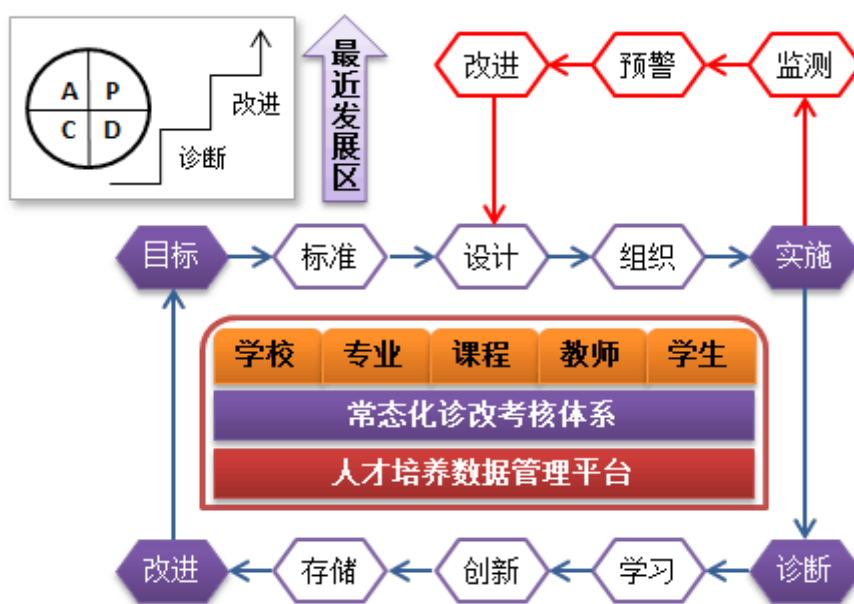 A P
C D
诊断
改进
最近发展区
改进 预警 监测
目标 标准 设计 组织 实施
学校 专业 课程 教师 学生
常态化诊改考核体系
人才培养数据管理平台
改进 存储 创新 学习 诊断